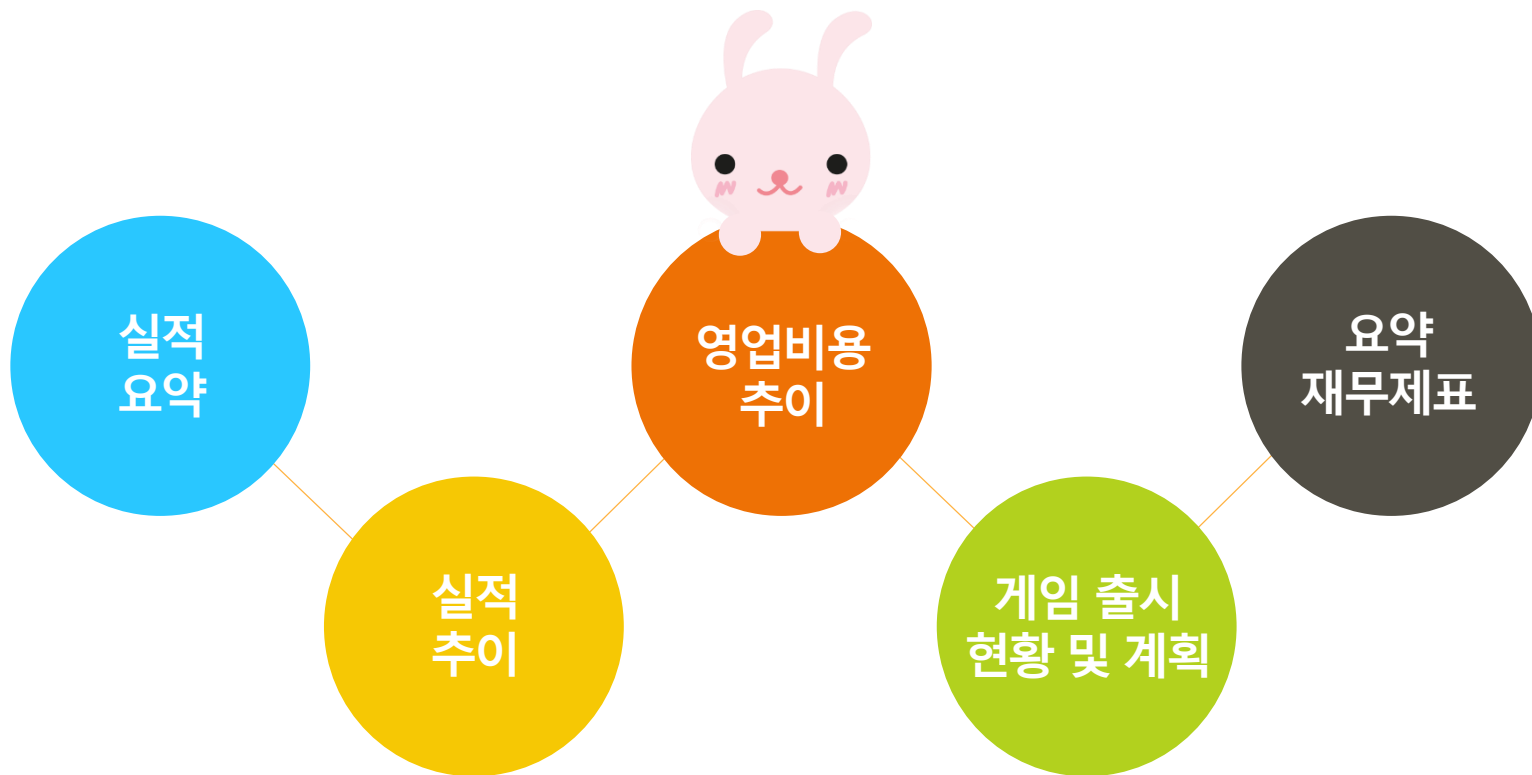 실적
요약
실적
추이
영업비용
추이
게임 출시
현황 및 계획
요약
재무제표